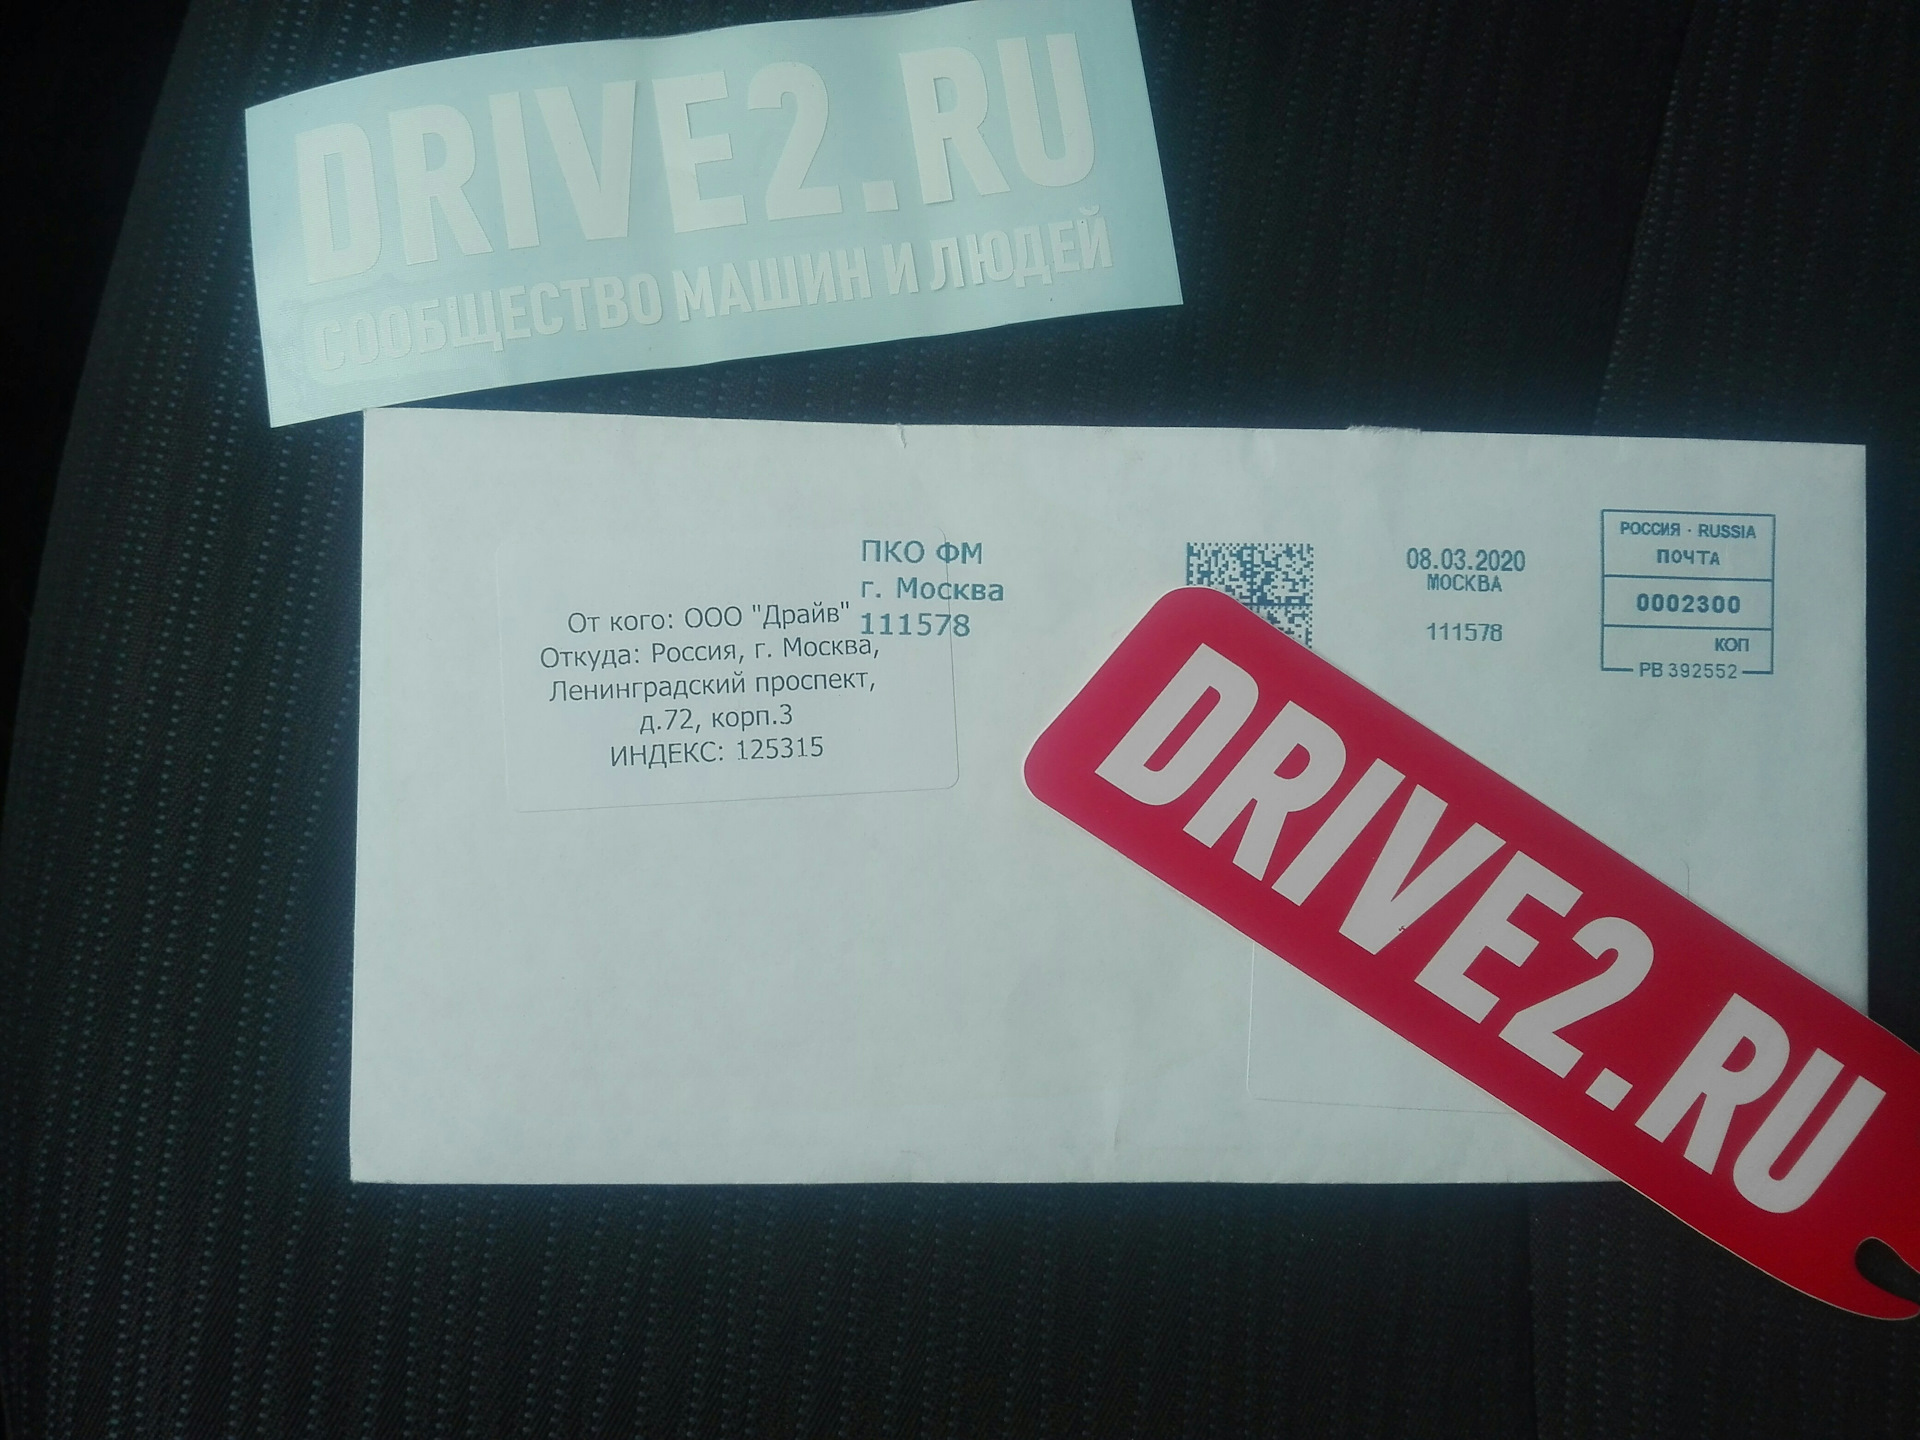 DRIVE2.RU
СООБЩЕСТВО МАШИН И ЛЮДЕЙ
ПКО ФМ
г. Москва
111578
От кого: ООО "Драйв"
Откуда: Россия, г. Москва,
Ленинградский проспект,
д.72, корп.3
ИНДЕКС: 125315
08.03.2020
МОСКВА
111578
РОССИЯ · RUSSIA
ПОЧТА
0002300
КОП
РВ 392552
DRIVE2.RU